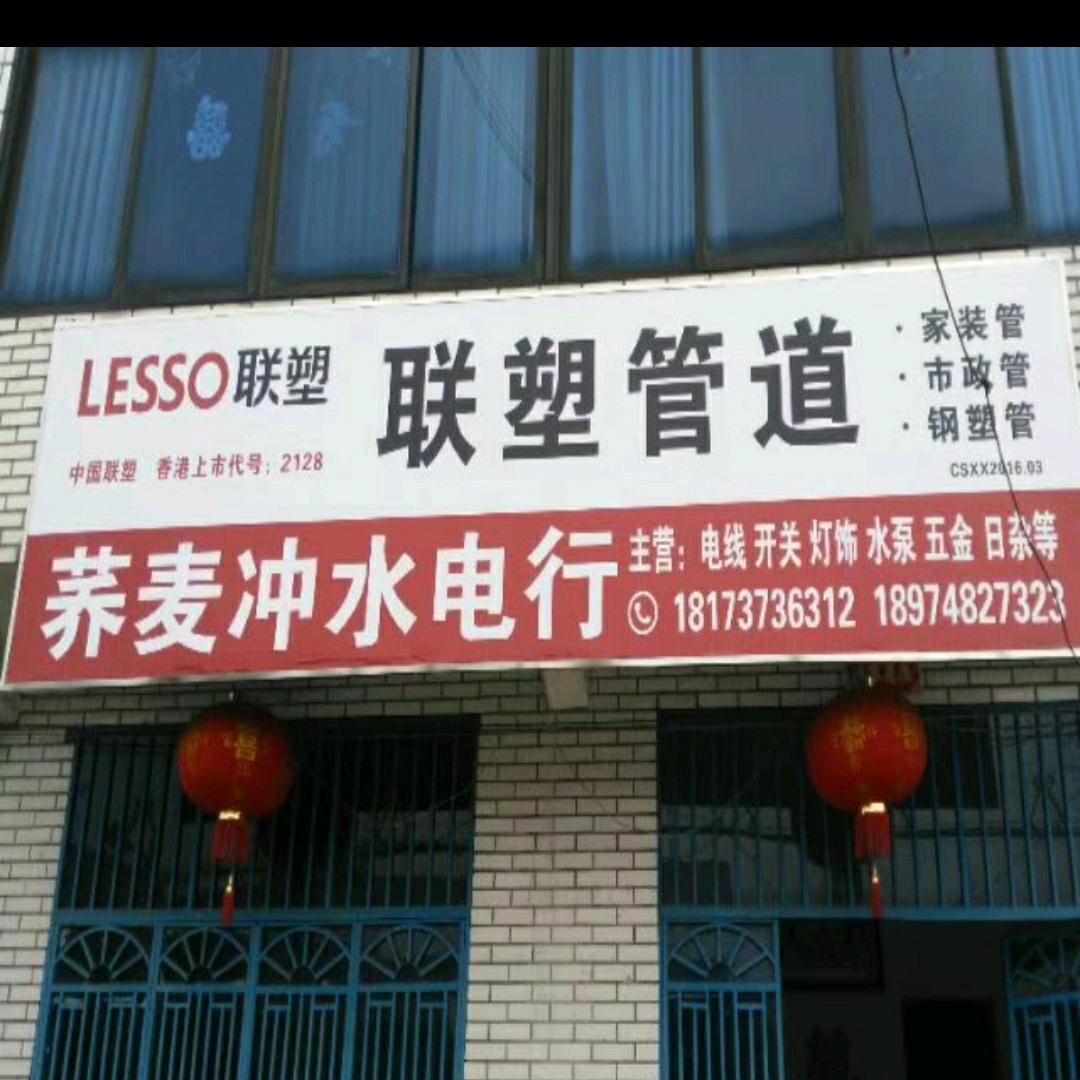 LESSO联塑
中国联塑 香港上市代号：2128
联塑管道
· 家装管
· 市政管
· 钢塑管
CSXX2016.03
荞麦冲水电行
主营：电线 开关 灯饰 水泵 五金 日杂等
18173736312 18974827323
囍